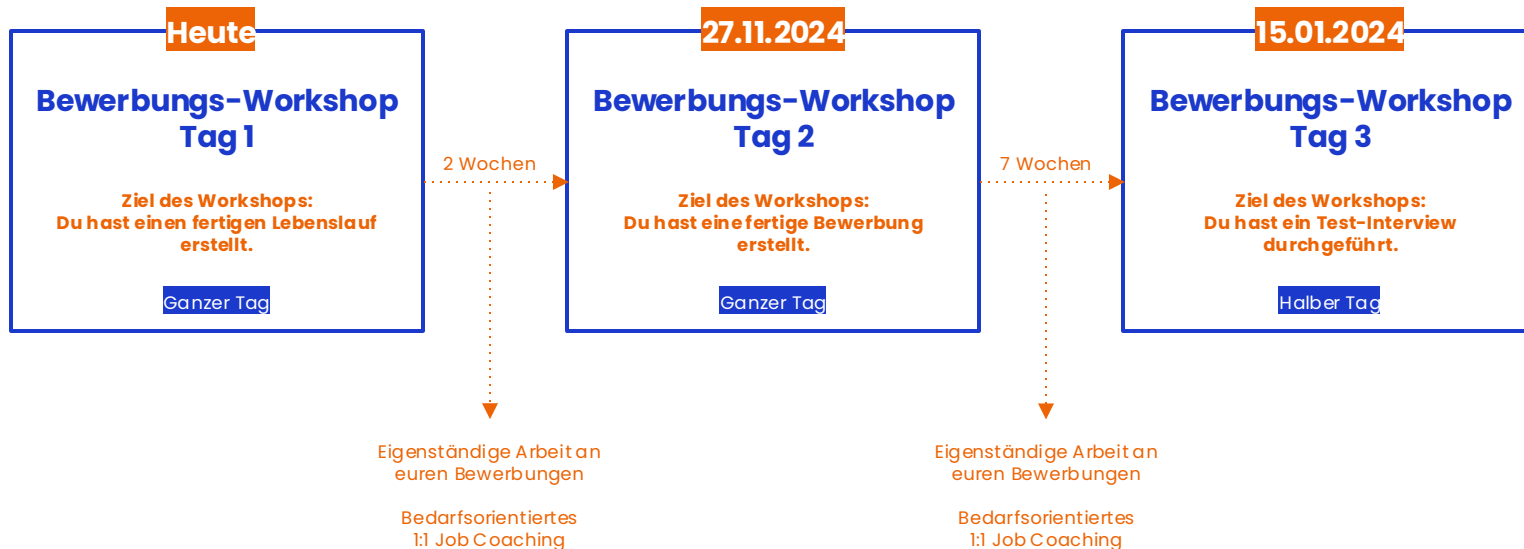 Heute
Bewerbungs-Workshop
Tag 1
Ziel des Workshops:
Du hast einen fertigen Lebenslauf
erstellt.
Ganzer Tag
2 Wochen
Eigenständige Arbeit an
euren Bewerbungen
Bedarfsorientiertes
1:1 Job Coaching
27.11.2024
Bewerbungs-Workshop
Tag 2
Ziel des Workshops:
Du hast eine fertige Bewerbung
erstellt.
Ganzer Tag
7 Wochen
Eigenständige Arbeit an
euren Bewerbungen
Bedarfsorientiertes
1:1 Job Coaching
15.01.2024
Bewerbungs-Workshop
Tag 3
Ziel des Workshops:
Du hast ein Test-Interview
durchgeführt.
Halber Tag